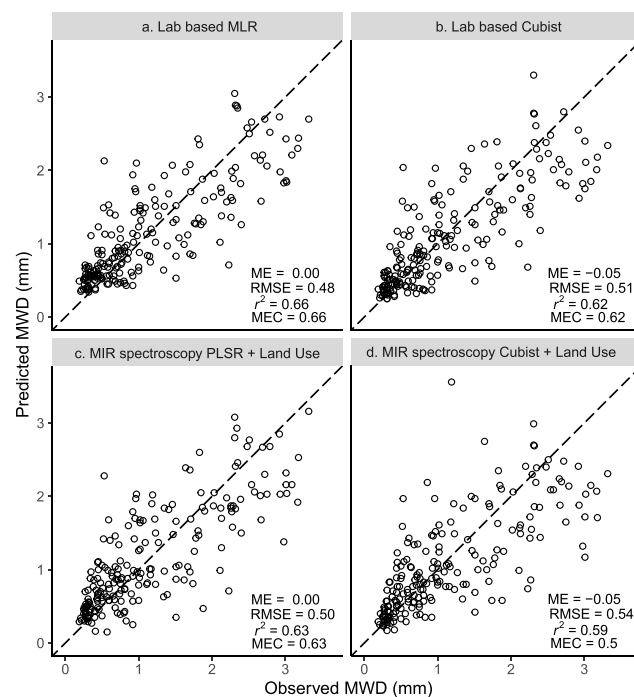 a. Lab based MLR
b. Lab based Cubist
3
2
1
0
ME = 0.00
RMSE = 0.48
r² = 0.66
MEC = 0.66
ME = −0.05
RMSE = 0.51
r² = 0.62
MEC = 0.62
Predicted MWD (mm)
c. MIR spectroscopy PLSR + Land Use
d. MIR spectroscopy Cubist + Land Use
3
2
1
0
ME = 0.00
RMSE = 0.50
r² = 0.63
MEC = 0.63
ME = −0.05
RMSE = 0.54
r² = 0.59
MEC = 0.5
0 1 2 3
0 1 2 3
Observed MWD (mm)